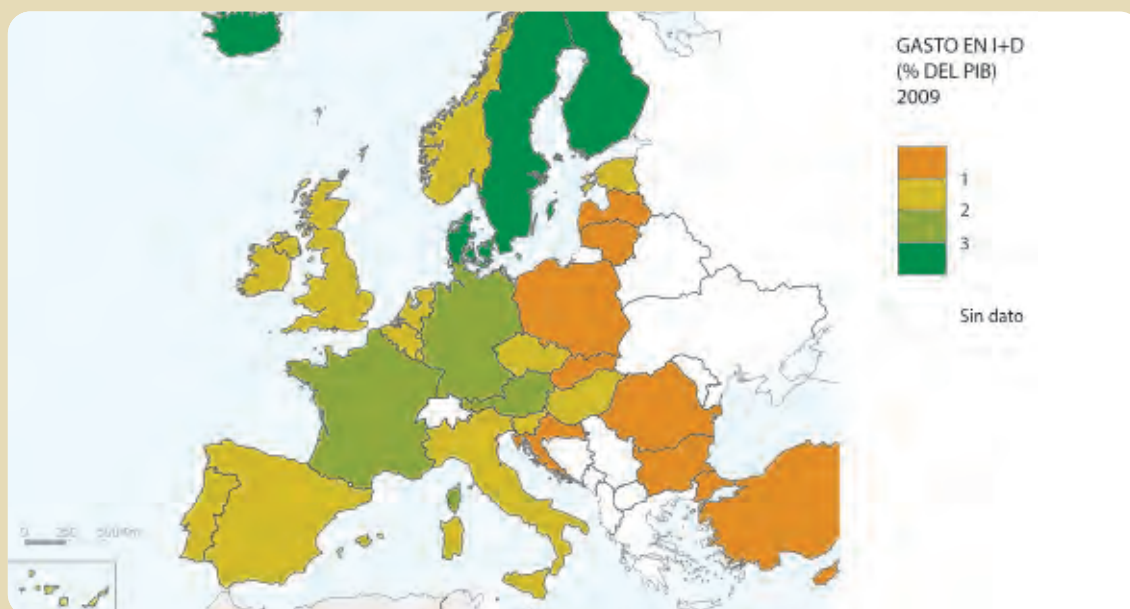 GASTO EN I+D
(% DEL PIB)
2009
1
2
3
Sin dato
0 250 500 Km